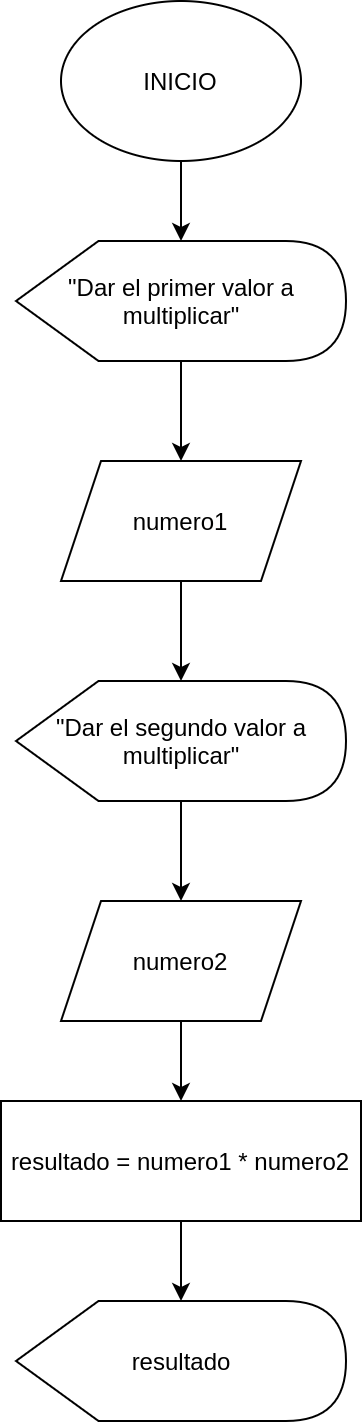 INICIO
"Dar el primer valor a
multiplicar"
numero1
"Dar el segundo valor a
multiplicar"
numero2
resultado = numero1 * numero2
resultado